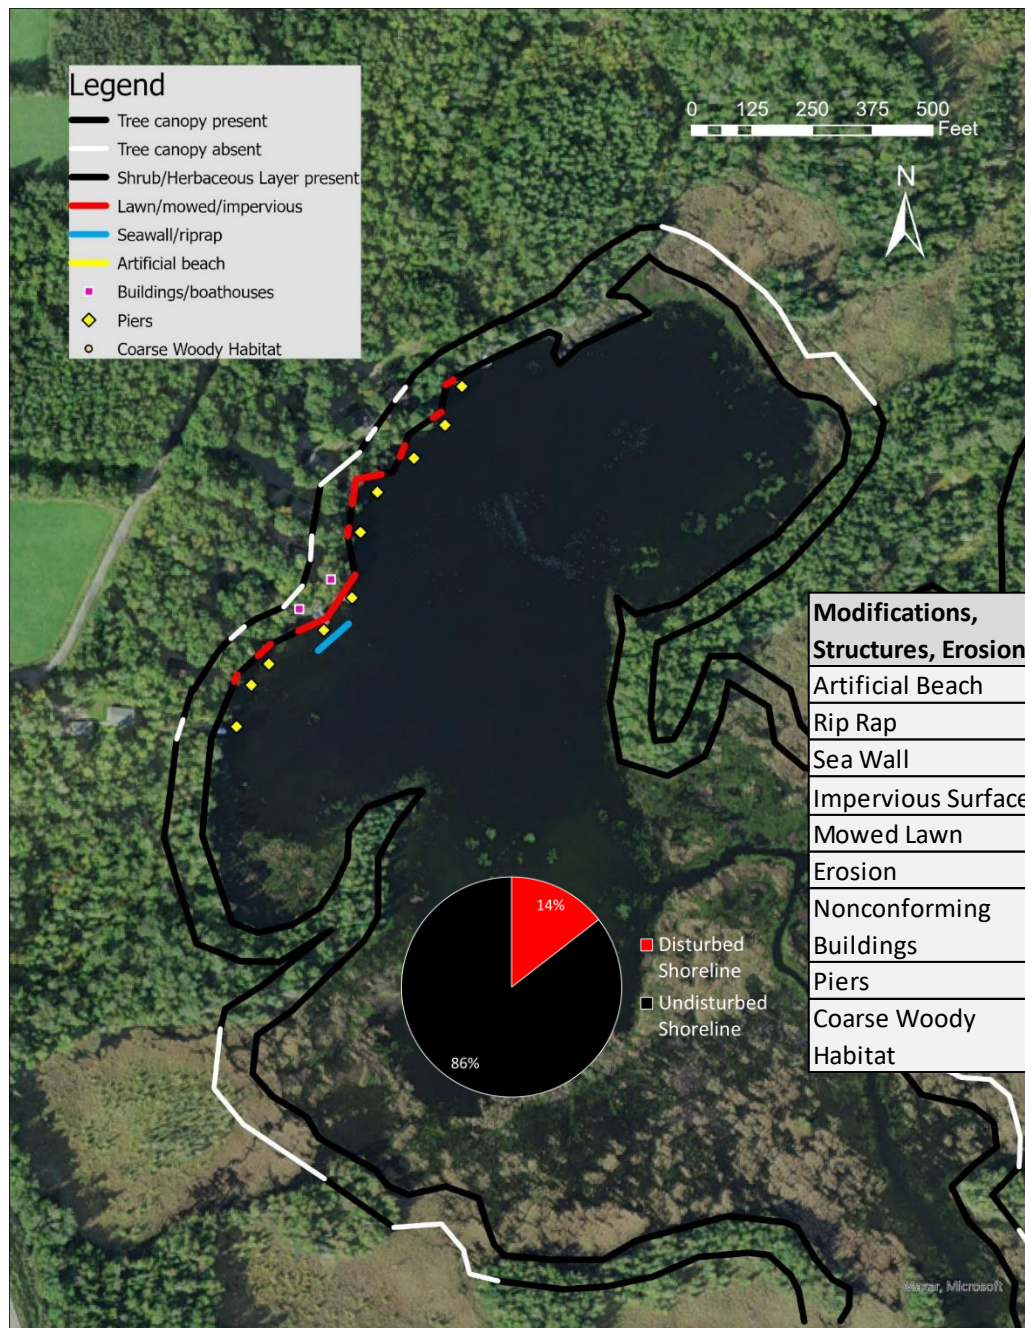 Legend
Tree canopy present
Tree canopy absent
Shrub/Herbaceous Layer present
Lawn/mowed/impervious
Seawall/riprap
Artificial beach
Buildings/boathouses
Piers
Coarse Woody Habitat
0 125 250 375 500
Feet
N
Modifications,
Structures, Erosion
Artificial Beach
Rip Rap
Sea Wall
Impervious Surface
Mowed Lawn
Erosion
Nonconforming
Buildings
Piers
Coarse Woody
Habitat
14%
86%
Disturbed
Shoreline
Undisturbed
Shoreline
Maxar, Microsoft